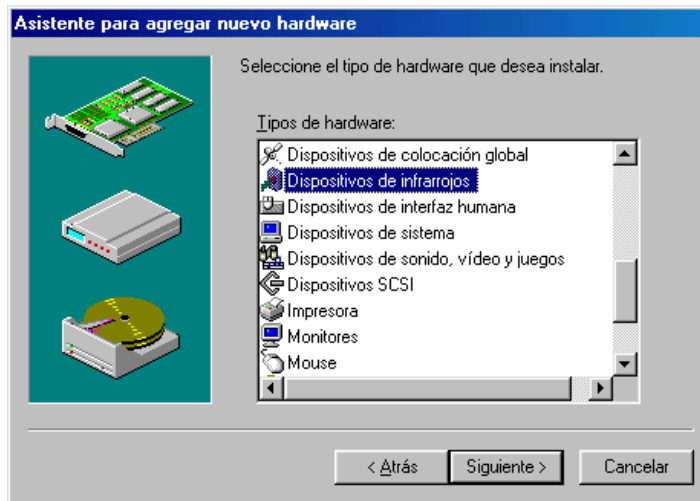 Asistente para agregar nuevo hardware
Seleccione el tipo de hardware que desea instalar.
Tipos de hardware:
Dispositivos de colocación global
Dispositivos de infrarrojos
Dispositivos de interfaz humana
Dispositivos de sistema
Dispositivos de sonido, vídeo y juegos
Dispositivos SCSI
Impresora
Monitores
Mouse
< Atrás
Siguiente >
Cancelar